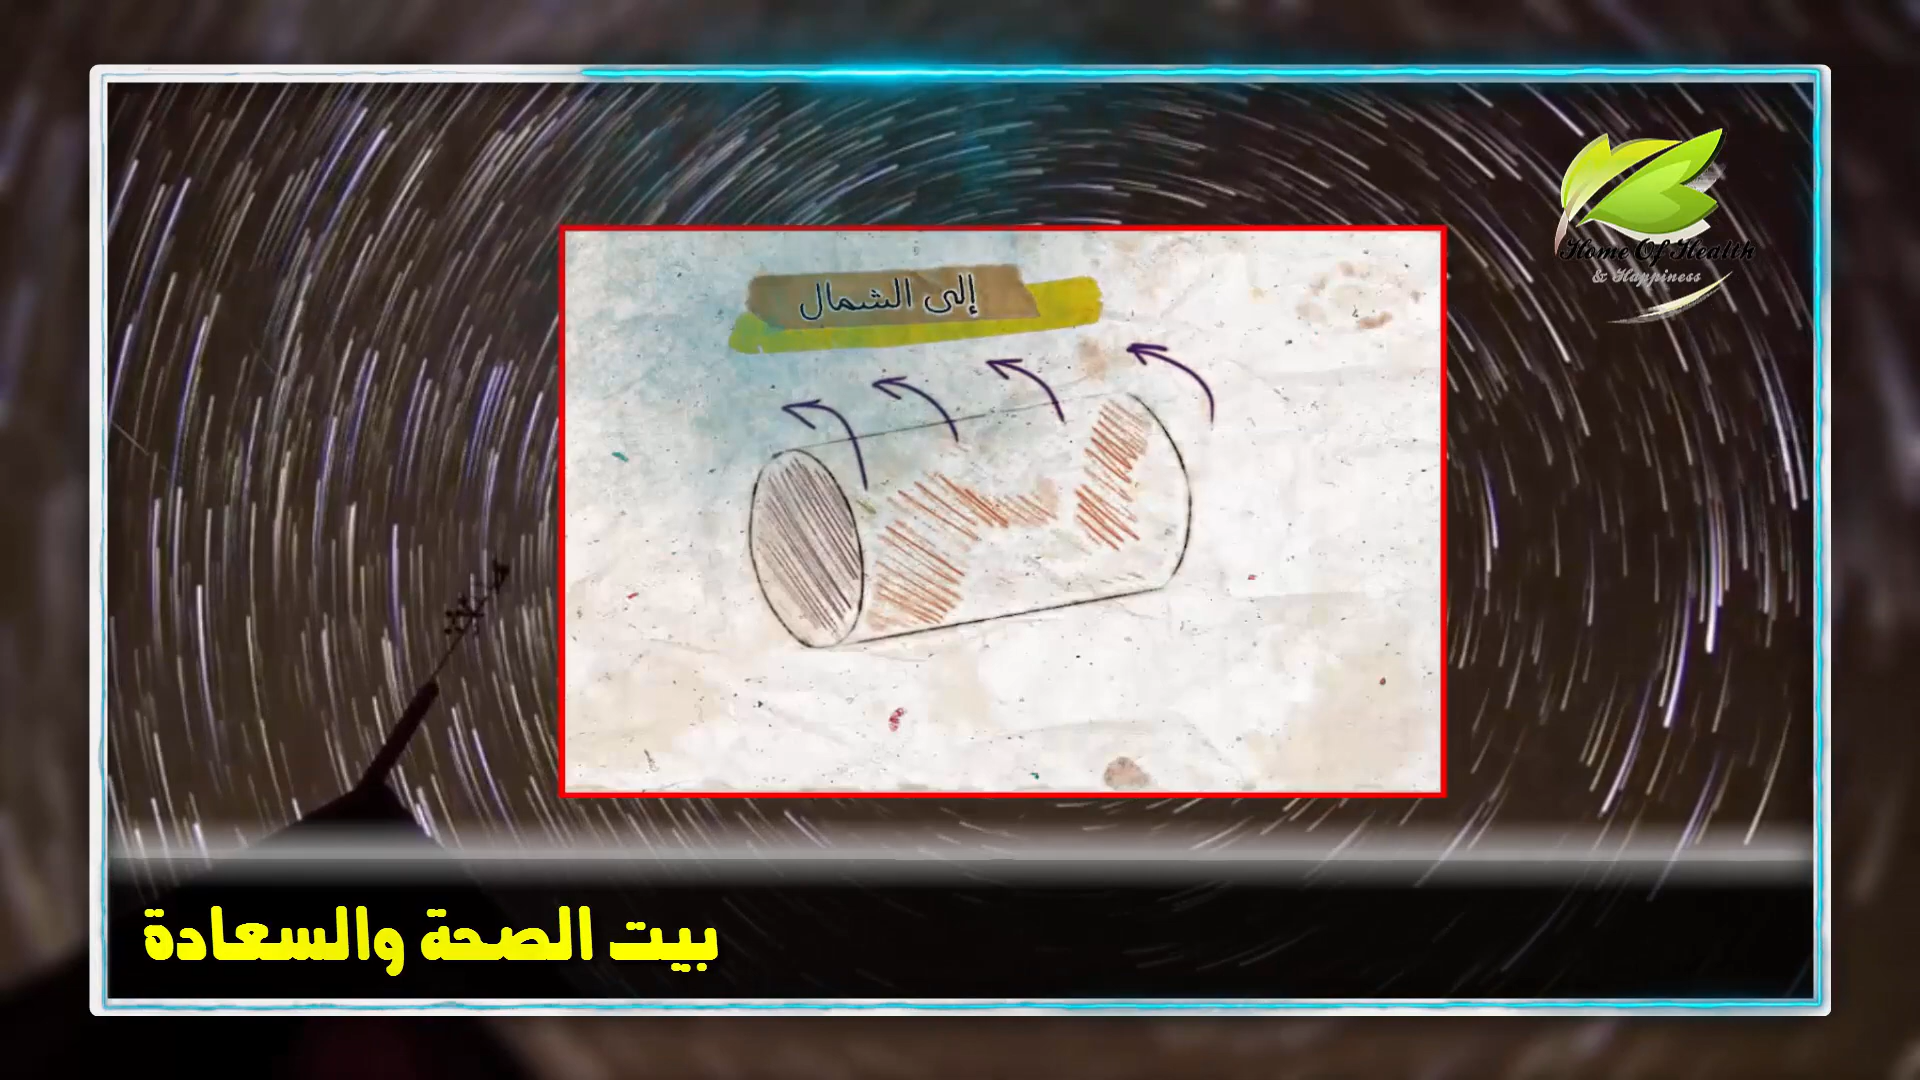 Home Of Health
& Happiness
إلى الشمال
بيت الصحة والسعادة